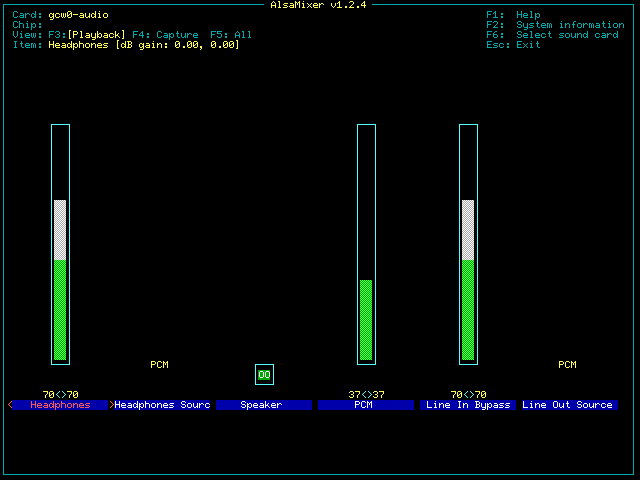 AlsaMixer v1.2.4
Card: gcw0-audio F1: Help
Chip: F2: System information
View: F3:[Playback] F4: Capture F5: All F6: Select sound card
Item: Headphones [dB gain: 0.00, 0.00] Esc: Exit
PCM PCM
OO
70<>70 37<>37 70<>70
< Headphones >Headphones Sourc Speaker PCM Line In Bypass Line Out Source